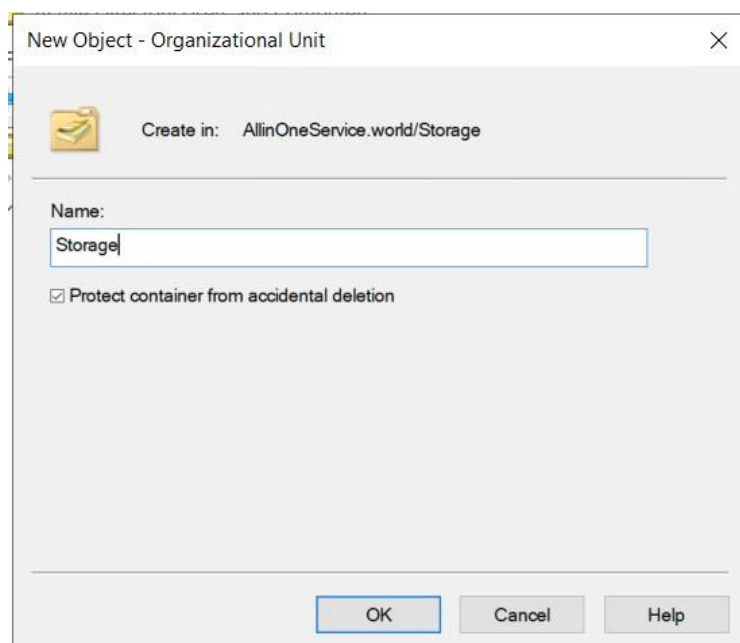 New Object - Organizational Unit
Create in: AllinOneService.world/Storage
Name:
Storage
Protect container from accidental deletion
OK Cancel Help